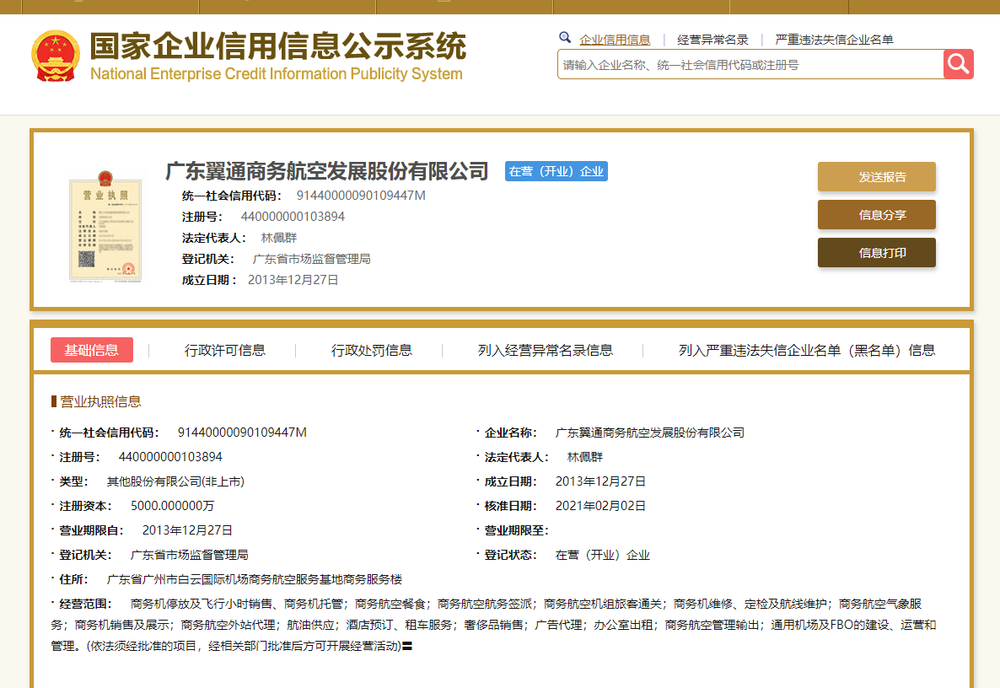 国家企业信用信息公示系统
National Enterprise Credit Information Publicity System
企业信用信息 | 经营异常名录 | 严重违法失信企业名单
请输入企业名称、统一社会信用代码或注册号
营业执照
广东翼通商务航空发展股份有限公司 在营（开业）企业
统一社会信用代码： 91440000090109447M
注册号： 440000000103894
法定代表人： 林佩群
登记机关： 广东省市场监督管理局
成立日期： 2013年12月27日
发送报告
信息分享
信息打印
基础信息 | 行政许可信息 | 行政处罚信息 | 列入经营异常名录信息 | 列入严重违法失信企业名单（黑名单）信息
营业执照信息
· 统一社会信用代码： 91440000090109447M · 企业名称： 广东翼通商务航空发展股份有限公司
· 注册号： 440000000103894 · 法定代表人： 林佩群
· 类型： 其他股份有限公司(非上市) · 成立日期： 2013年12月27日
· 注册资本： 5000.000000万 · 核准日期： 2021年02月02日
· 营业期限自： 2013年12月27日 · 营业期限至：
· 登记机关： 广东省市场监督管理局 · 登记状态： 在营（开业）企业
· 住所： 广东省广州市白云国际机场商务航空服务基地商务服务楼
· 经营范围： 商务机停放及飞行小时销售、商务机托管；商务航空餐食；商务航空航务签派；商务航空机组旅客通关；商务机维修、定检及航线维护；商务航空气象服
务；商务机销售及展示；商务航空外站代理；航油供应；酒店预订、租车服务；奢侈品销售；广告代理；办公室出租；商务航空管理输出；通用机场及FBO的建设、运营和
管理。(依法须经批准的项目，经相关部门批准后方可开展经营活动)〓